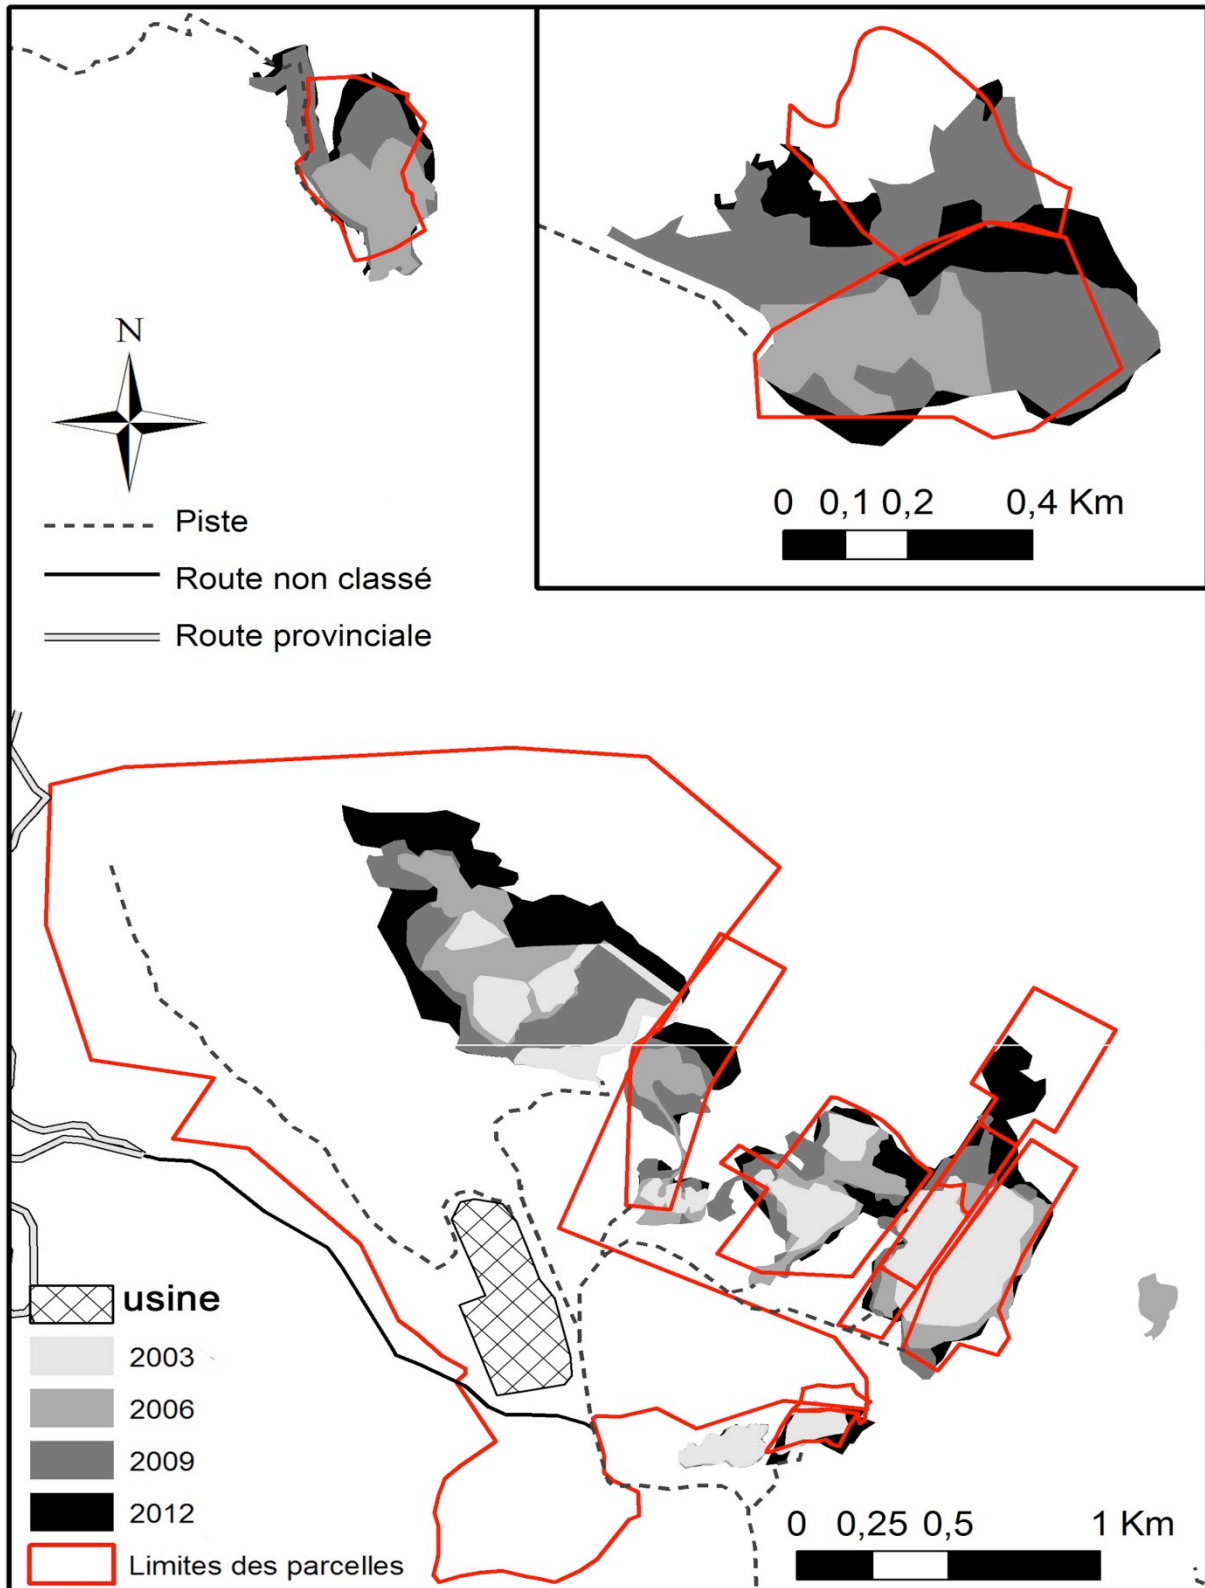 N
Piste
Route non classé
Route provinciale
0 0,1 0,2 0,4 Km
usine
2003
2006
2009
2012
Limites des parcelles
0 0,25 0,5 1 Km